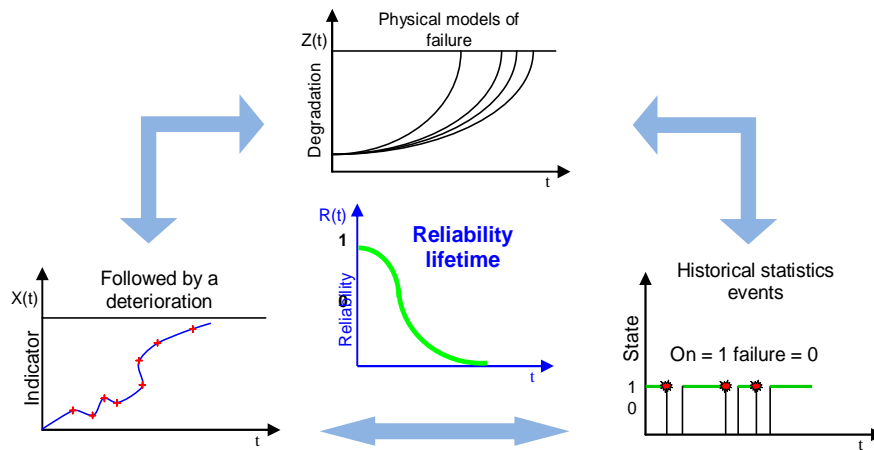 Physical models of
failure
Z(t)
Degradation
t
R(t)
1
0
Reliability
Reliability
lifetime
t
Followed by a
deterioration
X(t)
Indicator
t
Historical statistics
events
State
On = 1 failure = 0
1
0
t